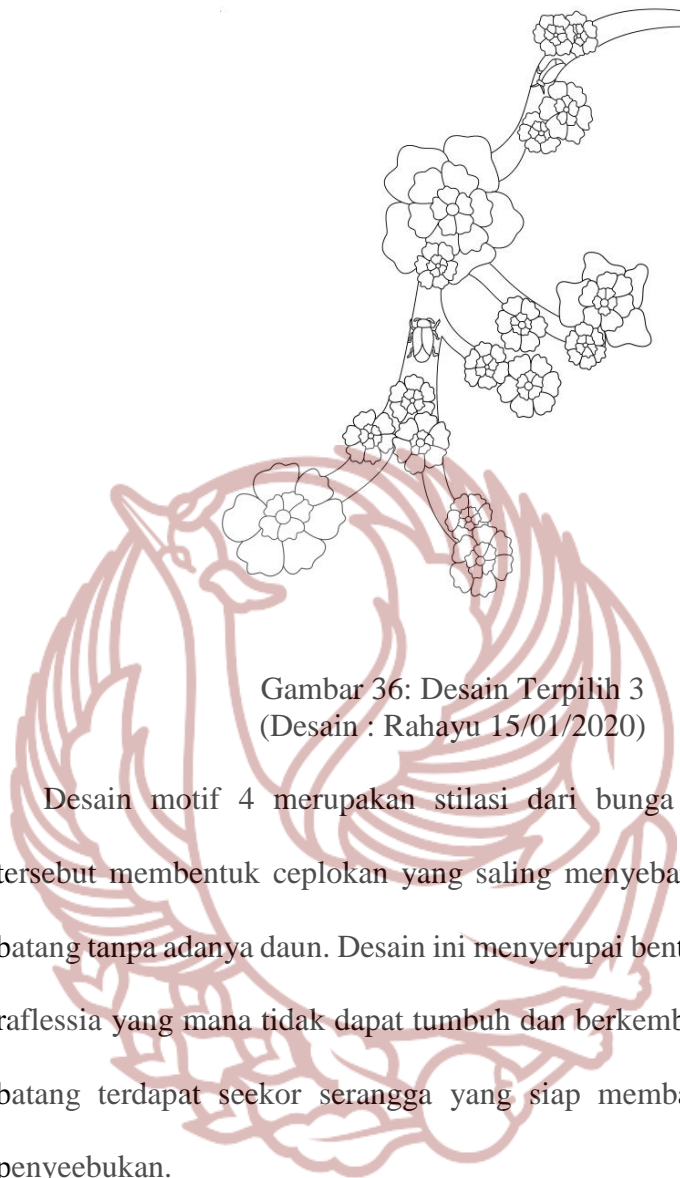 Gambar 36: Desain Terpilih 3
(Desain : Rahayu 15/01/2020)
Desain motif 4 merupakan stilasi dari bunga
tersebut membentuk ceplokan yang saling menyeba
batang tanpa adanya daun. Desain ini menyerupai bent
raflessia yang mana tidak dapat tumbuh dan berkemb
batang terdapat seekor serangga yang siap memba
penyeebukan.